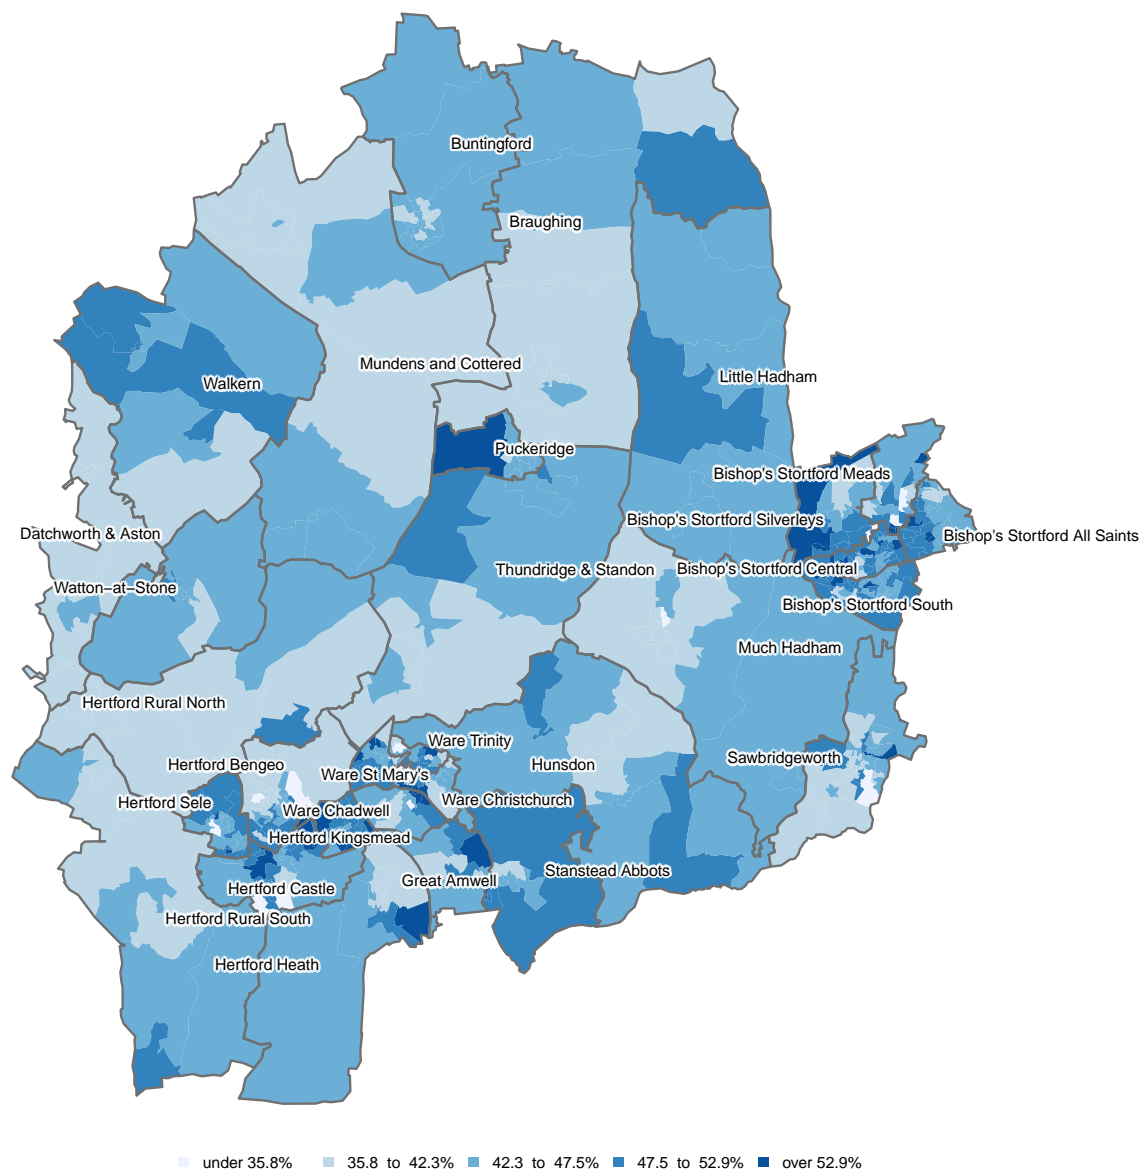 Buntingford
Braughing
Mundens and Cottered
Little Hadham
Walkern
Puckeridge
Bishop's Stortford Meads
Bishop's Stortford Silverleys
Datchworth & Aston
Bishop's Stortford All Saints
Thundridge & Standon
Bishop's Stortford Central
Watton−at−Stone
Bishop's Stortford South
Much Hadham
Hertford Rural North
Ware Trinity
Sawbridgeworth
Hertford Bengeo
Hunsdon
Ware St Mary's
Hertford Sele
Ware Christchurch
Ware Chadwell
Hertford Kingsmead
Stanstead Abbots
Great Amwell
Hertford Castle
Hertford Rural South
Hertford Heath
under 35.8% 35.8 to 42.3% 42.3 to 47.5% 47.5 to 52.9% over 52.9%